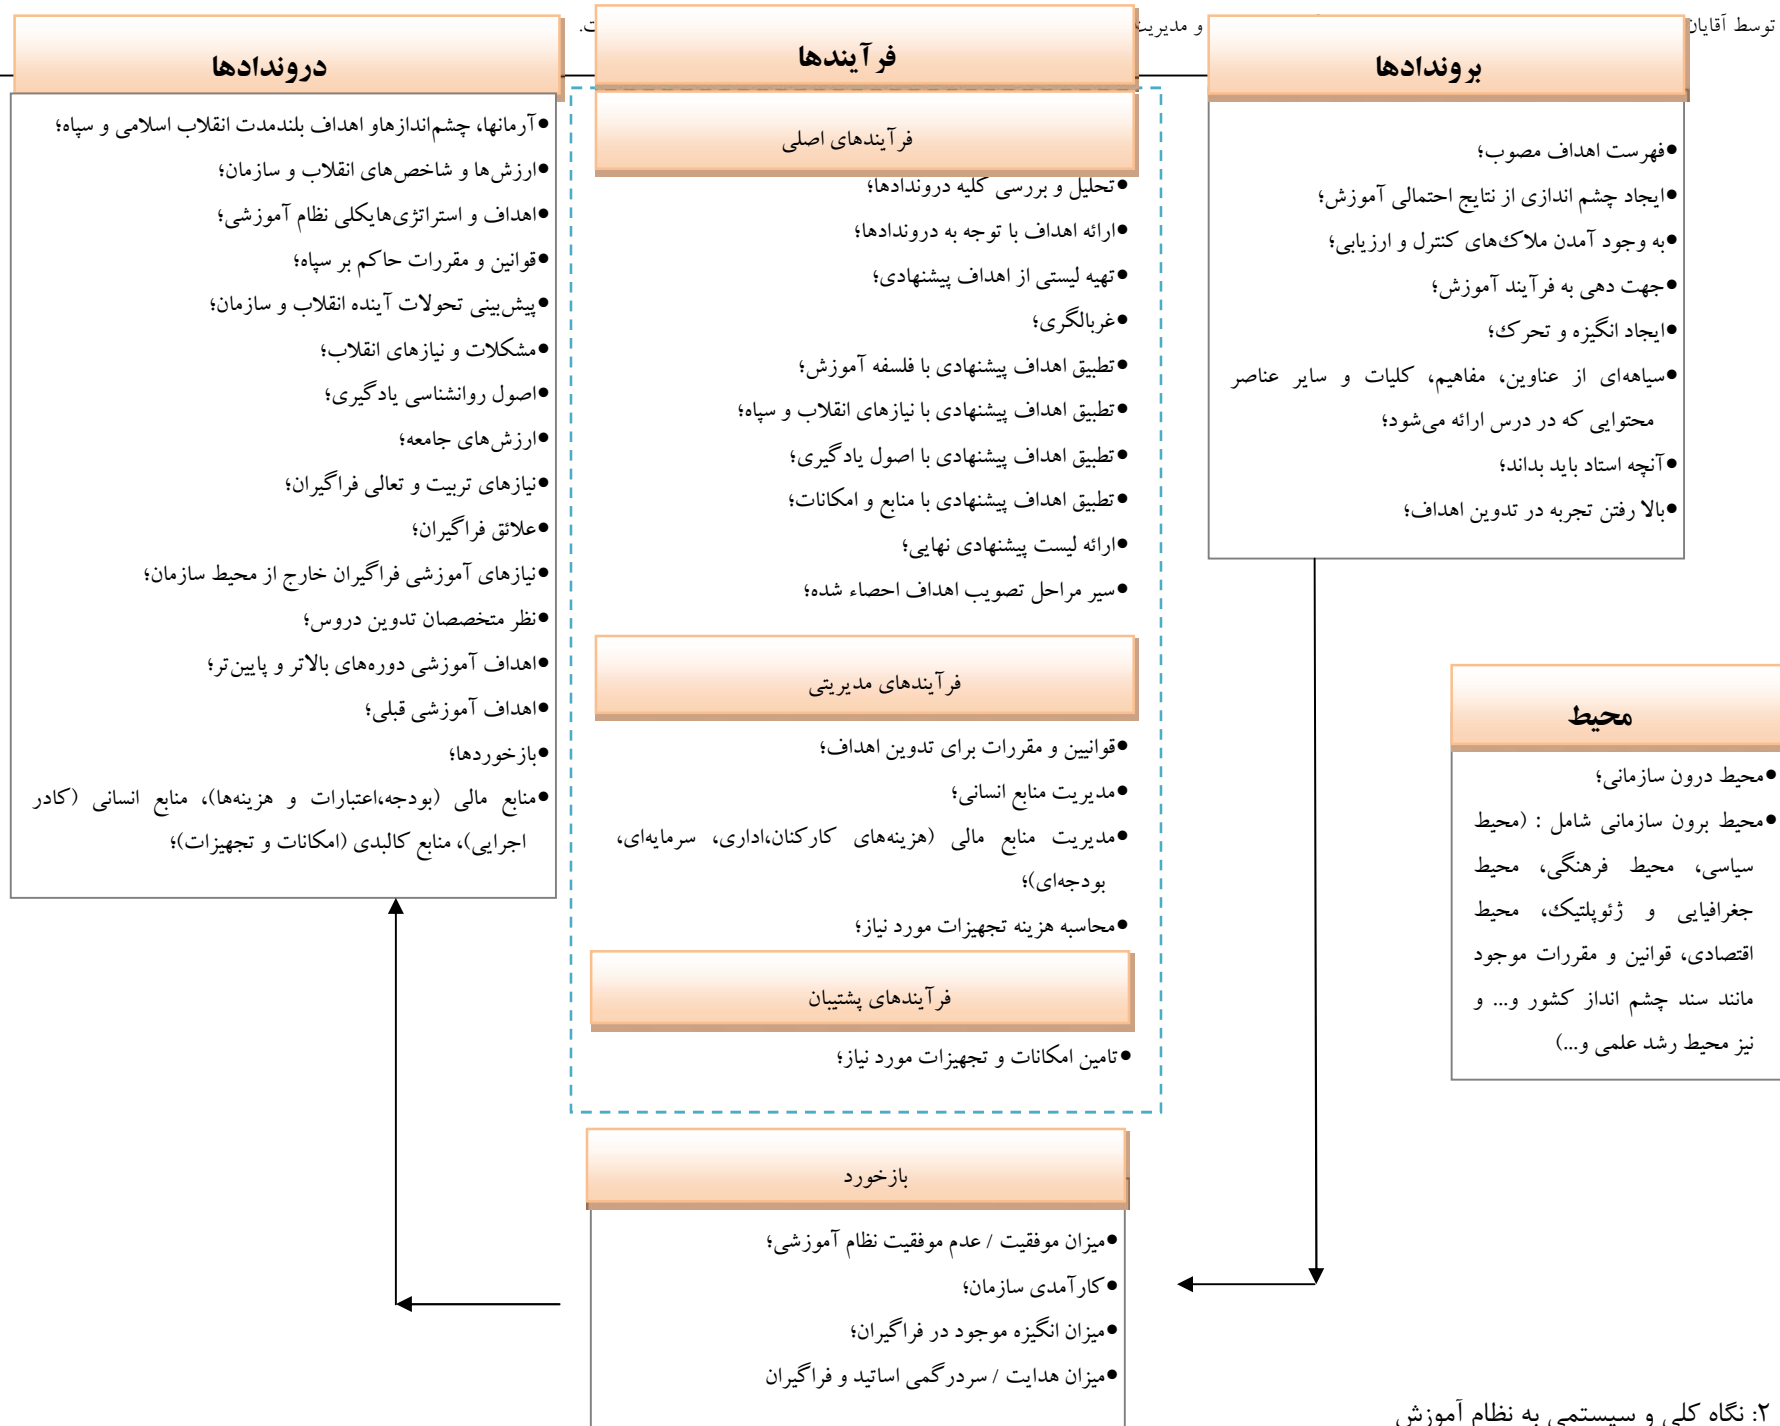 توسط آقایان
و مدیریت
ت.
دروندادها
آرمانها، چشم‌اندازهاو اهداف بلندمدت انقلاب اسلامی و سپاه؛
ارزش‌ها و شاخص‌های انقلاب و سازمان؛
اهداف و استراتژی‌هایکلی نظام آموزشی؛
قوانین و مقررات حاکم بر سپاه؛
پیش‌بینی تحولات آینده انقلاب و سازمان؛
مشکلات و نیازهای انقلاب؛
اصول روانشناسی یادگیری؛
ارزش‌های جامعه؛
نیازهای تربیت و تعالی فراگیران؛
علائق فراگیران؛
نیازهای آموزشی فراگیران خارج از محیط سازمان؛
نظر متخصصان تدوین دروس؛
اهداف آموزشی دوره‌های بالاتر و پایین‌تر؛
اهداف آموزشی قبلی؛
بازخوردها؛
منابع مالی (بودجه،اعتبارات و هزینه‌ها)، منابع انسانی (کادر
اجرایی)، منابع کالبدی (امکانات و تجهیزات)؛
فرآیندها
فرآیندهای اصلی
تحلیل و بررسی کلیه دروندادها؛
ارائه اهداف با توجه به دروندادها؛
تهیه لیستی از اهداف پیشنهادی؛
غربالگری؛
تطبیق اهداف پیشنهادی با فلسفه آموزش؛
تطبیق اهداف پیشنهادی با نیازهای انقلاب و سپاه؛
تطبیق اهداف پیشنهادی با اصول یادگیری؛
تطبیق اهداف پیشنهادی با منابع و امکانات؛
ارائه لیست پیشنهادی نهایی؛
سیر مراحل تصویب اهداف احصاء شده؛
فرآیندهای مدیریتی
قوانیین و مقررات برای تدوین اهداف؛
مدیریت منابع انسانی؛
مدیریت منابع مالی (هزینه‌های کارکنان،اداری، سرمایه‌ای،
بودجه‌ای)؛
محاسبه هزینه تجهیزات مورد نیاز؛
فرآیندهای پشتیبان
تامین امکانات و تجهیزات مورد نیاز؛
بروندادها
فهرست اهداف مصوب؛
ایجاد چشم اندازی از نتایج احتمالی آموزش؛
به وجود آمدن ملاک‌های کنترل و ارزیابی؛
جهت دهی به فرآیند آموزش؛
ایجاد انگیزه و تحرک؛
سیاهه‌ای از عناوین، مفاهیم، کلیات و سایر عناصر
محتوایی که در درس ارائه می‌شود؛
آنچه استاد باید بداند؛
بالا رفتن تجربه در تدوین اهداف؛
محیط
محیط درون سازمانی؛
محیط برون سازمانی شامل : (محیط
سیاسی، محیط فرهنگی، محیط
جغرافیایی و ژئوپلتیک، محیط
اقتصادی، قوانین و مقررات موجود
مانند سند چشم انداز کشور و... و
نیز محیط رشد علمی و...)
بازخورد
میزان موفقیت / عدم موفقیت نظام آموزشی؛
کارآمدی سازمان؛
میزان انگیزه موجود در فراگیران؛
میزان هدایت / سردرگمی اساتید و فراگیران
۲: نگاه کلی و سیستمی به نظام آموزش